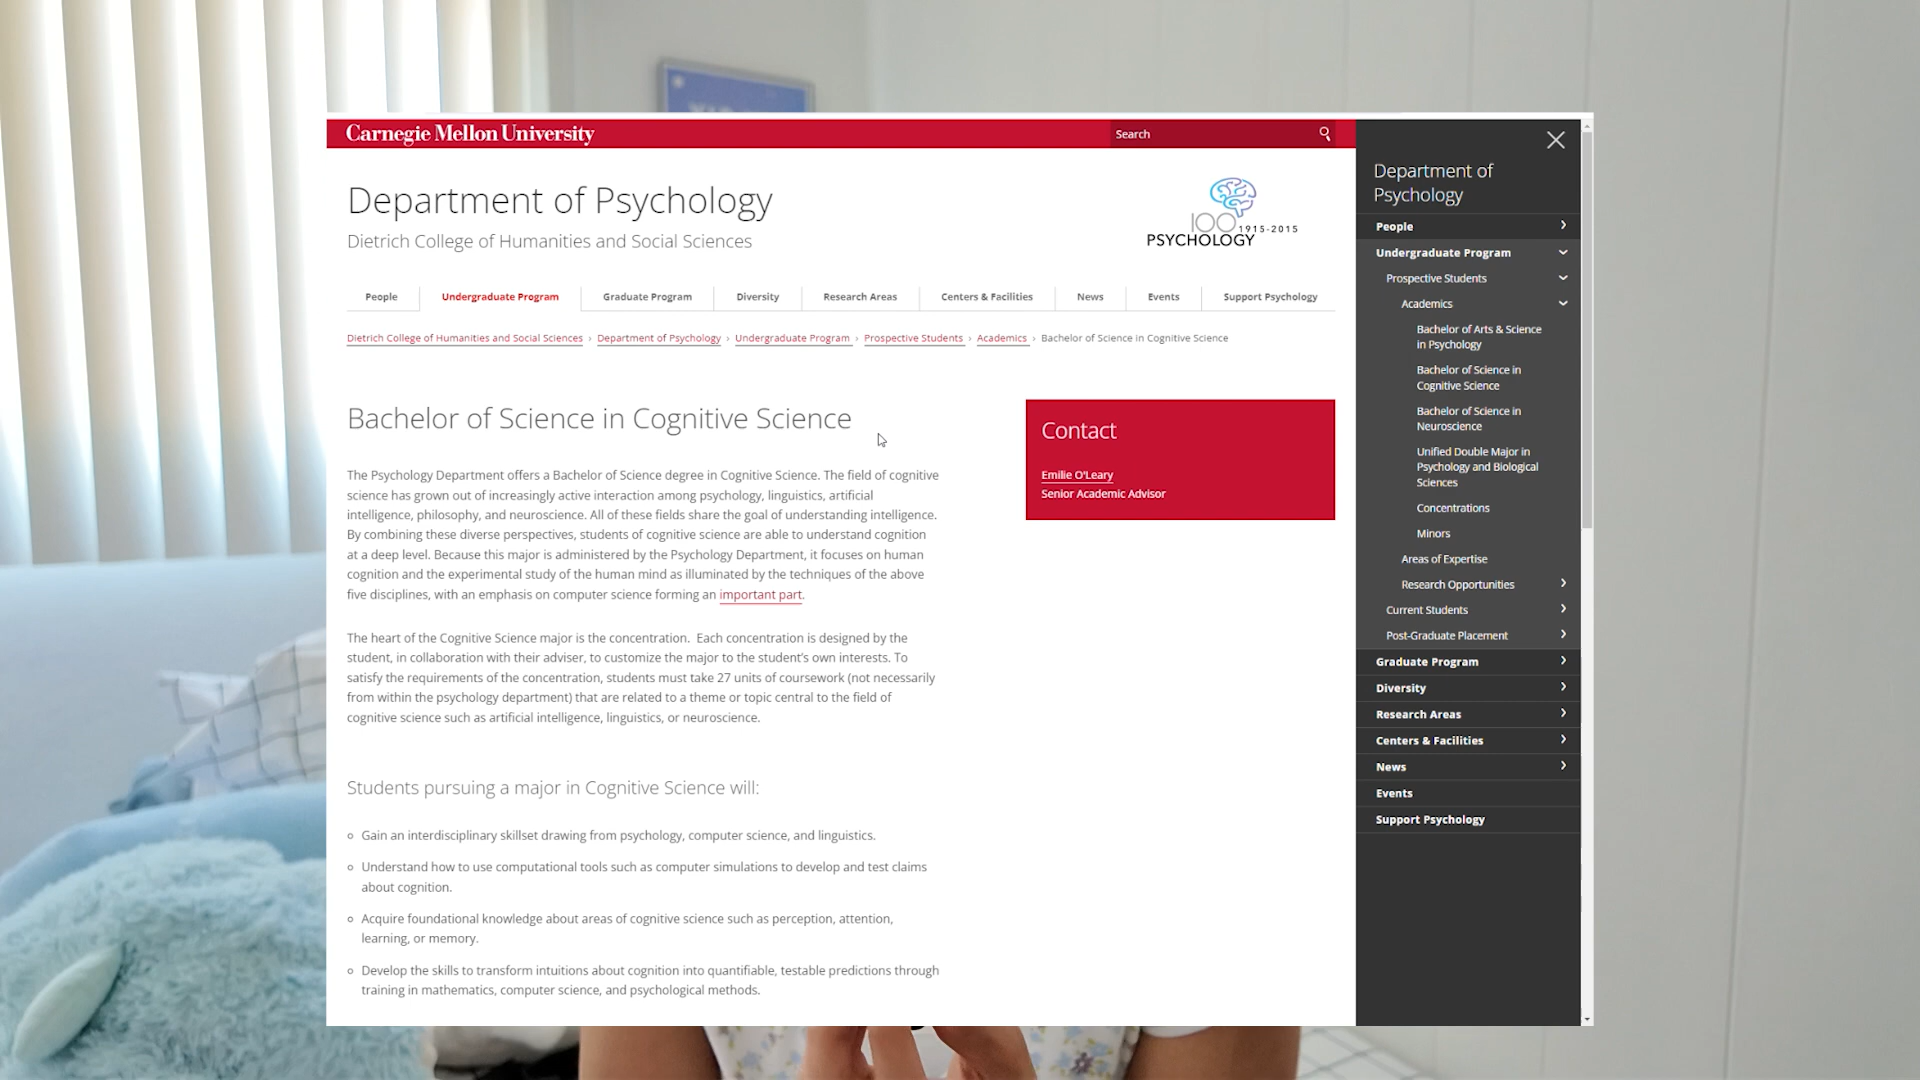 Carnegie Mellon University
Search
Department of Psychology
Dietrich College of Humanities and Social Sciences
100
1915-2015
PSYCHOLOGY
People
Undergraduate Program
Graduate Program
Diversity
Research Areas
Centers & Facilities
News
Events
Support Psychology
Dietrich College of Humanities and Social Sciences › Department of Psychology › Undergraduate Program › Prospective Students › Academics › Bachelor of Science in Cognitive Science
Bachelor of Science in Cognitive Science
The Psychology Department offers a Bachelor of Science degree in Cognitive Science. The field of cognitive
science has grown out of increasingly active interaction among psychology, linguistics, artificial
intelligence, philosophy, and neuroscience. All of these fields share the goal of understanding intelligence.
By combining these diverse perspectives, students of cognitive science are able to understand cognition
at a deep level. Because this major is administered by the Psychology Department, it focuses on human
cognition and the experimental study of the human mind as illuminated by the techniques of the above
five disciplines, with an emphasis on computer science forming an important part.
The heart of the Cognitive Science major is the concentration.  Each concentration is designed by the
student, in collaboration with their adviser, to customize the major to the student's own interests. To
satisfy the requirements of the concentration, students must take 27 units of coursework (not necessarily
from within the psychology department) that are related to a theme or topic central to the field of
cognitive science such as artificial intelligence, linguistics, or neuroscience.
Students pursuing a major in Cognitive Science will:
Gain an interdisciplinary skillset drawing from psychology, computer science, and linguistics.
Understand how to use computational tools such as computer simulations to develop and test claims
about cognition.
Acquire foundational knowledge about areas of cognitive science such as perception, attention,
learning, or memory.
Develop the skills to transform intuitions about cognition into quantifiable, testable predictions through
training in mathematics, computer science, and psychological methods.
Contact
Emilie O'Leary
Senior Academic Advisor
Department of
Psychology
People
Undergraduate Program
Prospective Students
Academics
Bachelor of Arts & Science
in Psychology
Bachelor of Science in
Cognitive Science
Bachelor of Science in
Neuroscience
Unified Double Major in
Psychology and Biological
Sciences
Concentrations
Minors
Areas of Expertise
Research Opportunities
Current Students
Post-Graduate Placement
Graduate Program
Diversity
Research Areas
Centers & Facilities
News
Events
Support Psychology